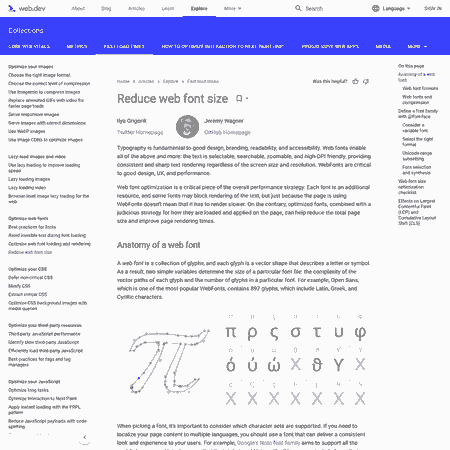 web.dev
About
Blog
Articles
Learn
Explore
More
Search
Language
SIGN IN
Collections
CORE WEB VITALS
METRICS
FAST LOAD TIMES
MORE
Optimize your images
Choose the right image format
Choose the correct level of compression
Use Imagemin to compress images
Replace animated GIFs with video for
faster page loads
Serve responsive images
Serve images with correct dimensions
Use WebP images
Use image CDNs to optimize images
Lazy-load images and video
Use lazy loading to improve loading
speed
Lazy loading images
Lazy loading video
Browser-level image lazy loading for the
web
Optimize web fonts
Best practices for fonts
Avoid invisible text during font loading
Optimize web font loading and rendering
Reduce web font size
Optimize your CSS
Defer non-critical CSS
Minify CSS
Extract critical CSS
Optimize CSS background images with
media queries
Optimize your third-party resources
Third-party JavaScript performance
Identify slow third-party JavaScript
Efficiently load third-party JavaScript
Best practices for tags and tag
managers
Optimize your JavaScript
Optimize long tasks
Optimize Interaction to Next Paint
Apply instant loading with the PRPL
pattern
Reduce JavaScript payloads with code
splitting
Home > Articles > Explore > Fast load times
Was this helpful?
Reduce web font size
Ilya Grigorik
Twitter Homepage
Jeremy Wagner
GitHub Homepage
Typography is fundamental to good design, branding, readability, and accessibility. Web fonts enable
all of the above and more: the text is selectable, searchable, zoomable, and high-DPI friendly, providing
consistent and sharp text rendering regardless of the screen size and resolution. WebFonts are critical
to good design, UX, and performance.
Web font optimization is a critical piece of the overall performance strategy. Each font is an additional
resource, and some fonts may block rendering of the text, but just because the page is using
WebFonts doesn't mean that it has to render slower. On the contrary, optimized fonts, combined with a
judicious strategy for how they are loaded and applied on the page, can help reduce the total
page size and improve page rendering times.
Anatomy of a web font
A web font is a collection of glyphs, and each glyph is a vector shape that describes a letter or symbol.
As a result, two simple variables determine the size of a particular font file: the complexity of the
vector paths of each glyph and the number of glyphs in a particular font. For example, Open Sans,
which is one of the most popular WebFonts, contains 897 glyphs, which include Latin, Greek, and
Cyrillic characters.
π ρ ς σ τ υ φ
ό ύ ώ X ϑ ϒ X
X X X X X X X
When picking a font, it's important to consider which character sets are supported. If you need to
localize your page content to multiple languages, you should use a font that can deliver a consistent
look and experience to your users. For example, Google's Noto font family aims to support all the
On this page
Anatomy of a web font
Web font formats
Web fonts and
compression
Define a font family
with @font-face
Consider a
variable font
Select the right
format
Unicode-range
subsetting
Font selection and
synthesis
Web font size
optimization
checklist
Effects on Largest
Contentful Paint
(LCP) and
Cumulative Layout
Shift (CLS)